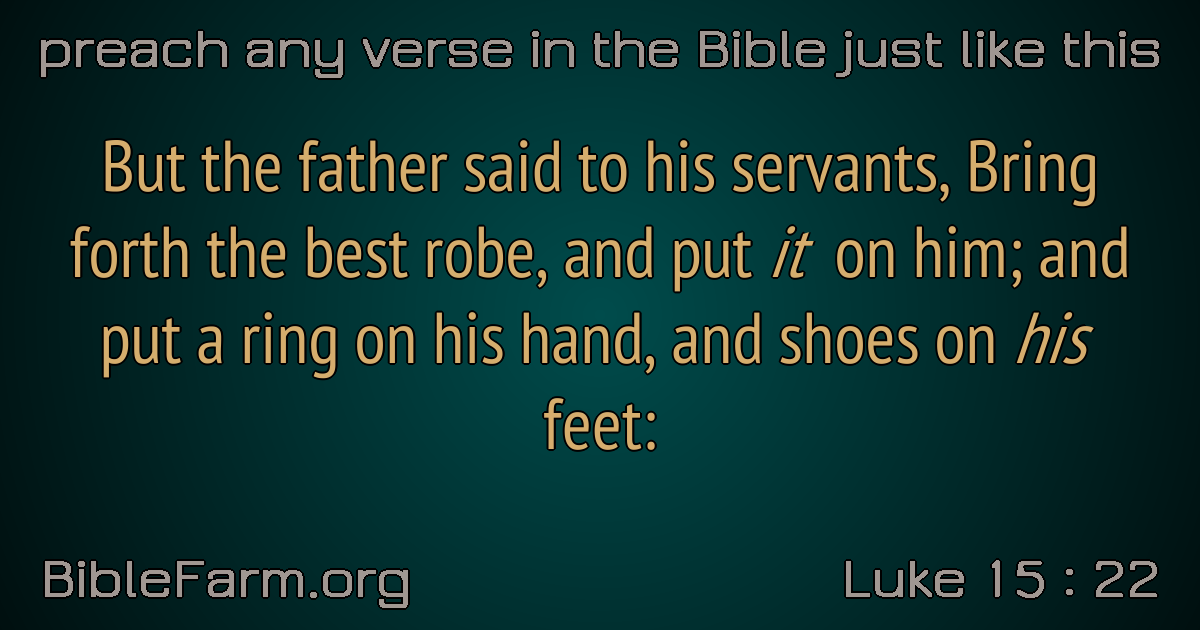 preach any verse in the Bible just like this
But the father said to his servants, Bring
forth the best robe, and put it on him; and
put a ring on his hand, and shoes on his
feet:
BibleFarm.org
Luke 15 : 22